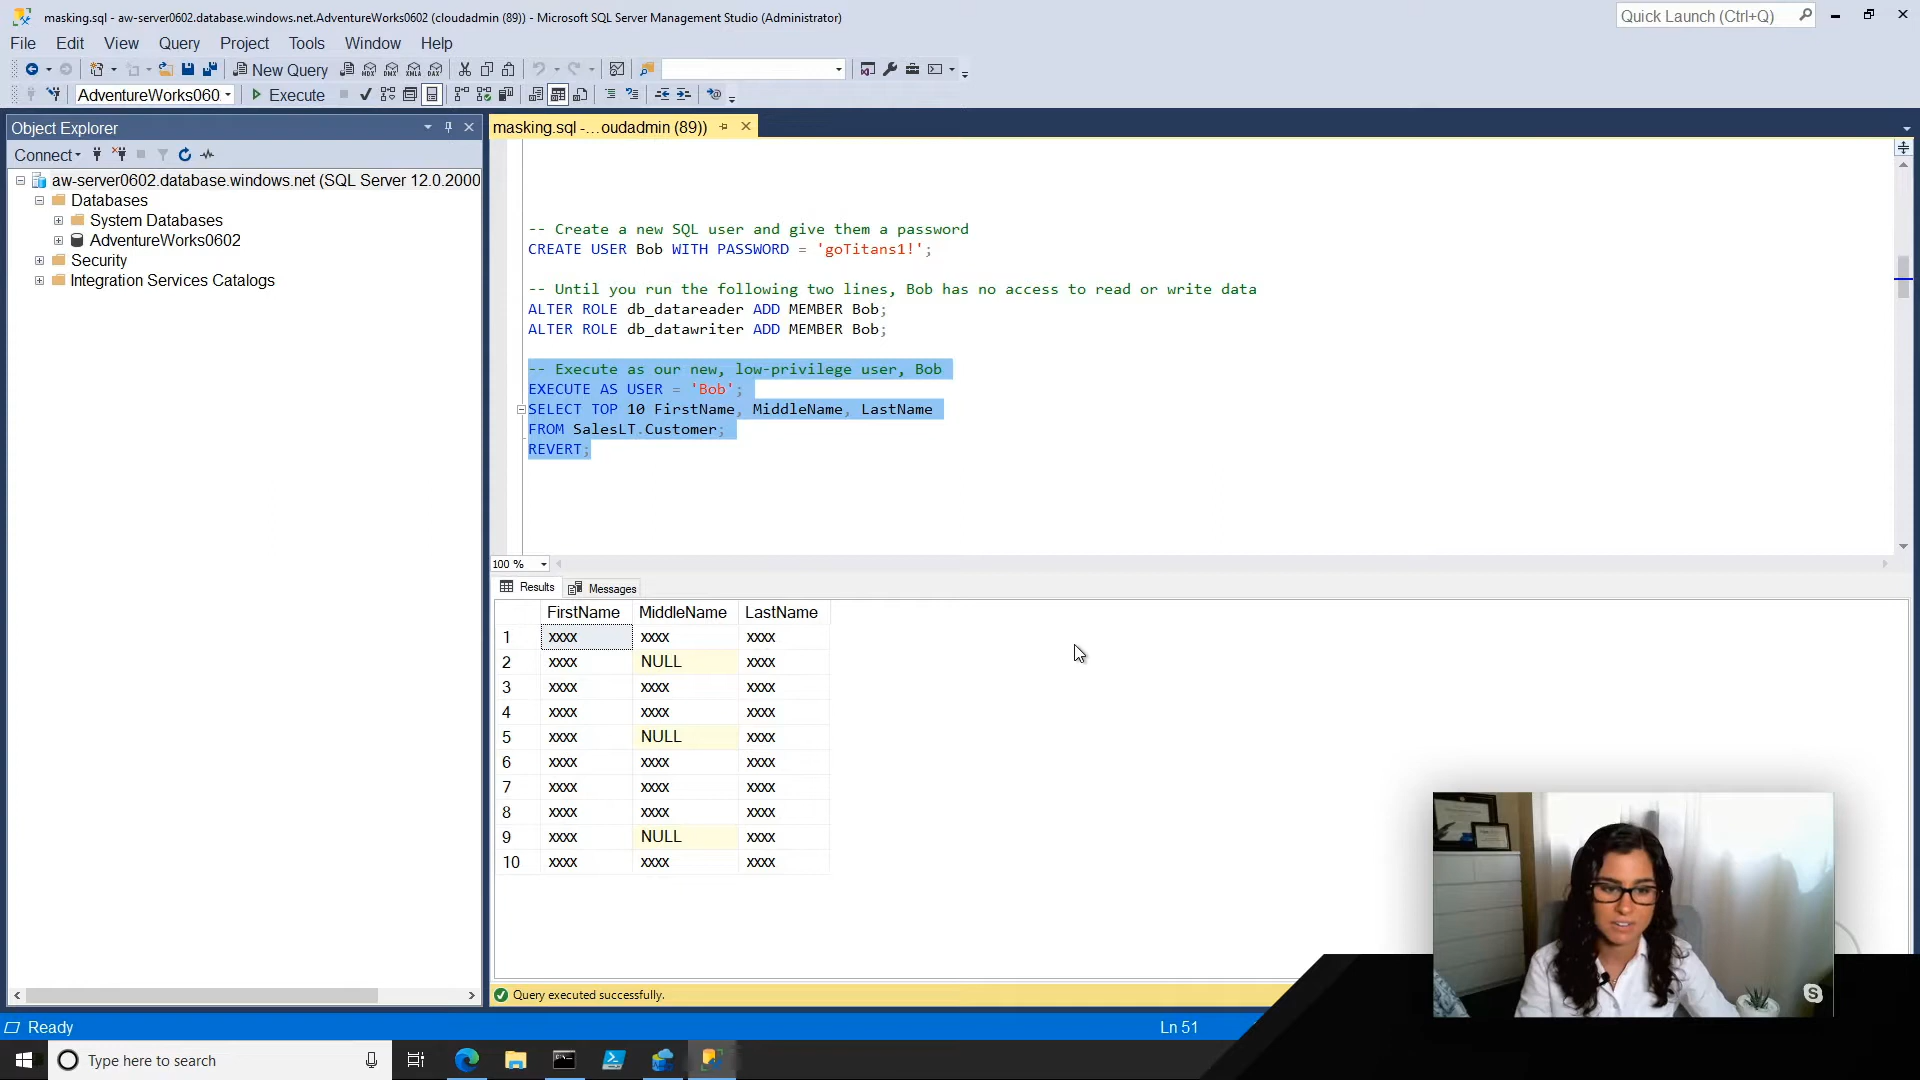 masking.sql - aw-server0602.database.windows.net.AdventureWorks0602 (cloudadmin (89)) - Microsoft SQL Server Management Studio (Administrator)
Quick Launch (Ctrl+Q)
File Edit View Query Project Tools Window Help
New Query
AdventureWorks060 Execute
Object Explorer
masking.sql -...oudadmin (89))
Connect
aw-server0602.database.windows.net (SQL Server 12.0.2000
Databases
System Databases
AdventureWorks0602
Security
Integration Services Catalogs
-- Create a new SQL user and give them a password
CREATE USER Bob WITH PASSWORD = 'goTitans1!';
-- Until you run the following two lines, Bob has no access to read or write data
ALTER ROLE db_datareader ADD MEMBER Bob;
ALTER ROLE db_datawriter ADD MEMBER Bob;
-- Execute as our new, low-privilege user, Bob
EXECUTE AS USER = 'Bob';
SELECT TOP 10 FirstName, MiddleName, LastName
FROM SalesLT.Customer;
REVERT;
100 %
Results Messages
FirstName MiddleName LastName
1 xxxx xxxx xxxx
2 xxxx NULL xxxx
3 xxxx xxxx xxxx
4 xxxx xxxx xxxx
5 xxxx NULL xxxx
6 xxxx xxxx xxxx
7 xxxx xxxx xxxx
8 xxxx xxxx xxxx
9 xxxx NULL xxxx
10 xxxx xxxx xxxx
Query executed successfully.
Ready
Ln 51
Type here to search